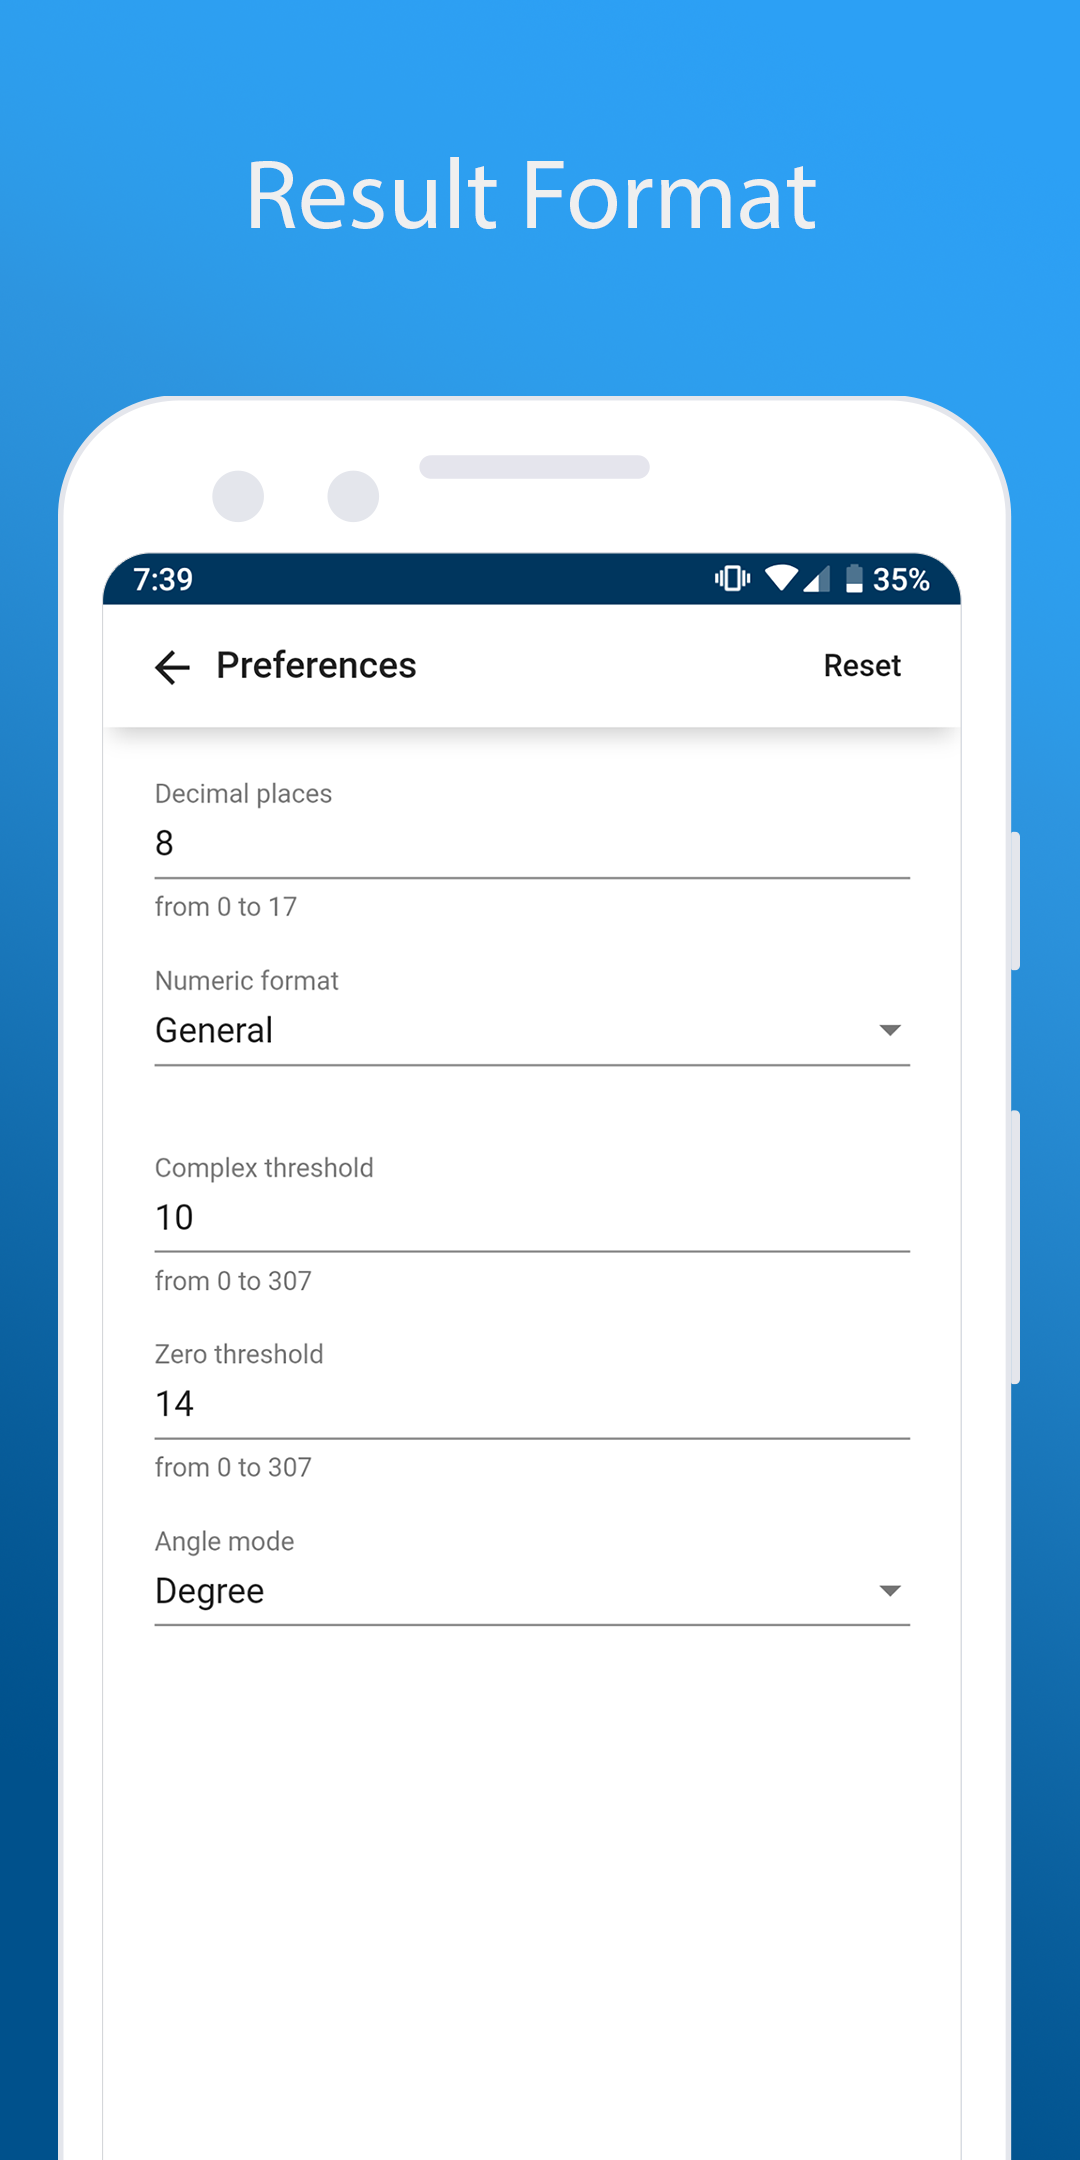 Result Format
7:39 35%
Preferences Reset
Decimal places
8
from 0 to 17
Numeric format
General
Complex threshold
10
from 0 to 307
Zero threshold
14
from 0 to 307
Angle mode
Degree